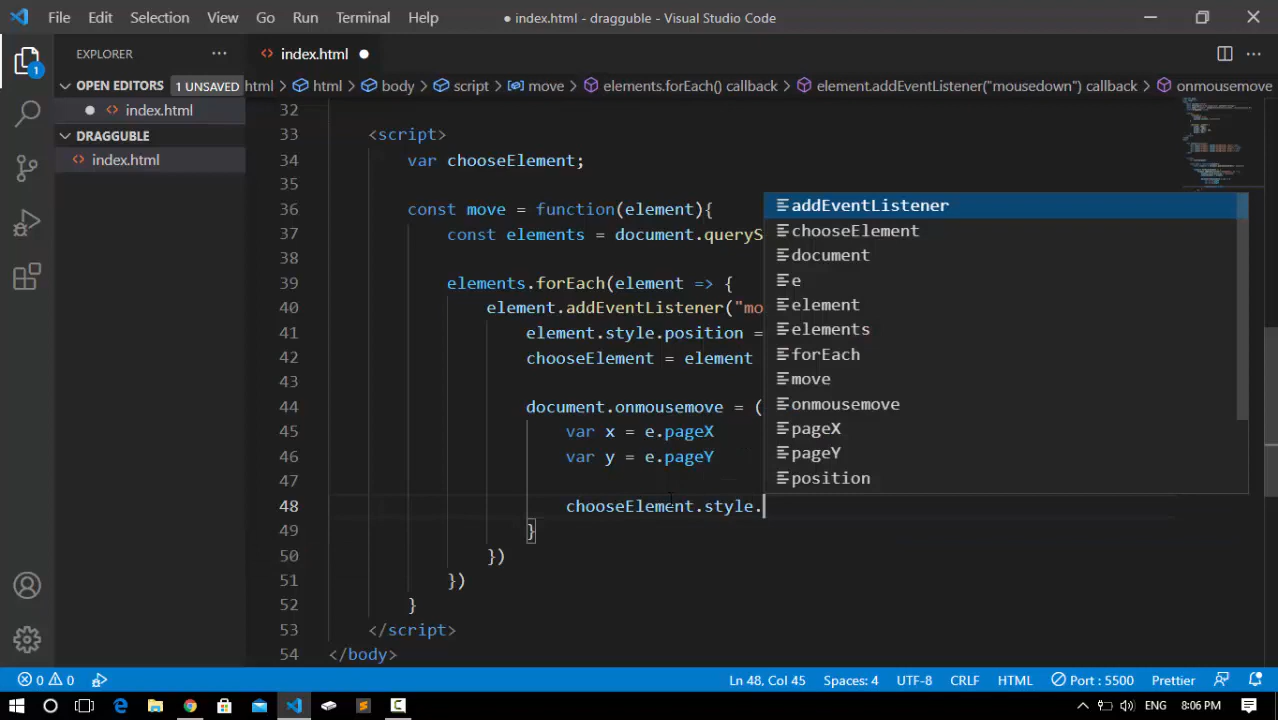 File Edit Selection View Go Run Terminal Help
● index.html - dragguble - Visual Studio Code
EXPLORER ···
<> index.html ●
1
OPEN EDITORS 1 UNSAVED
html > html > body > script > move > elements.forEach() callback > element.addEventListener("mousedown") callback > onmousemove
● <> index.html
DRAGGUBLE
<> index.html
32
33 <script>
34 var chooseElement;
35
36 const move = function(element){
37 const elements = document.queryS
38
39 elements.forEach(element => {
40 element.addEventListener("mo
41 element.style.position =
42 chooseElement = element
43
44 document.onmousemove = (
45 var x = e.pageX
46 var y = e.pageY
47
48 chooseElement.style.
49 }
50 })
51 })
52 }
53 </script>
54 </body>
addEventListener
chooseElement
document
e
element
elements
forEach
move
onmousemove
pageX
pageY
position
0 0 Ln 48, Col 45 Spaces: 4 UTF-8 CRLF HTML Port : 5500 Prettier
ENG 8:06 PM